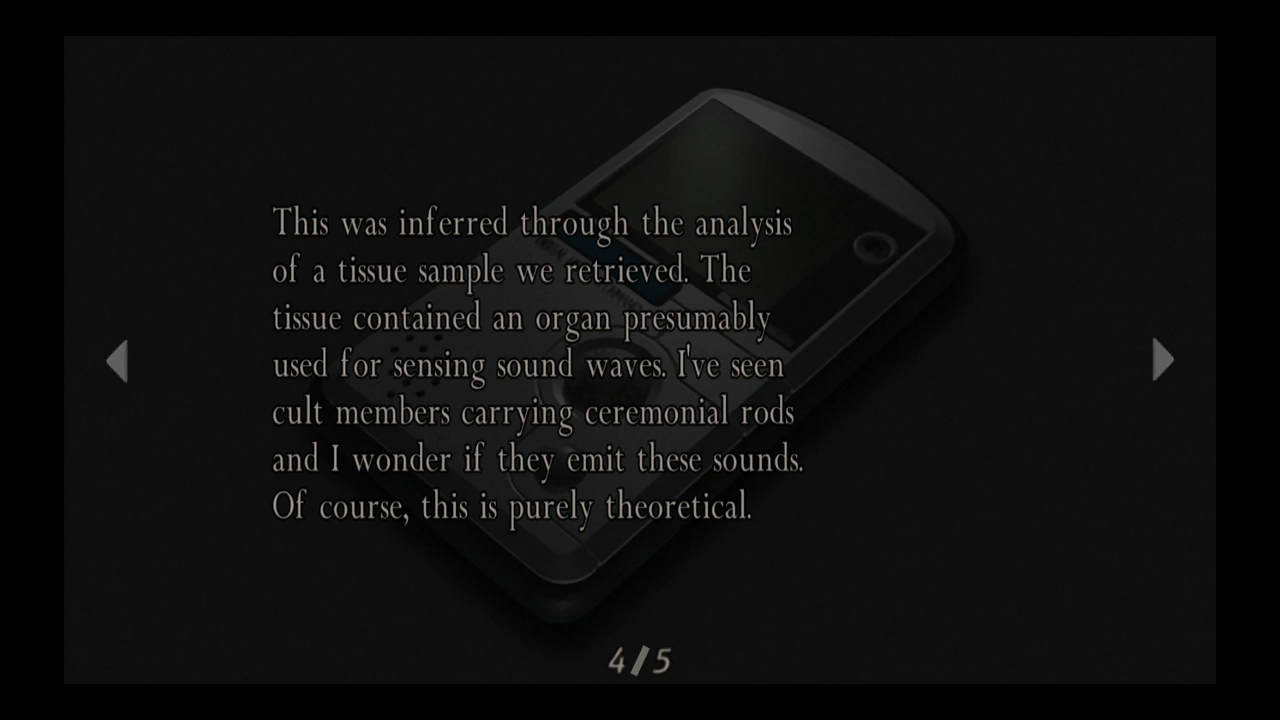 This was inferred through the analysis
of a tissue sample we retrieved. The
tissue contained an organ presumably
used for sensing sound waves. I've seen
cult members carrying ceremonial rods
and I wonder if they emit these sounds.
Of course, this is purely theoretical.
4/5